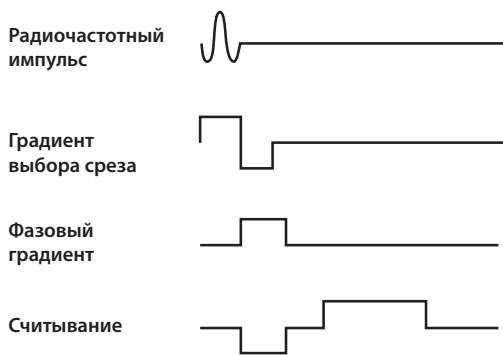 Радиочастотный
импульс
Градиент
выбора среза
Фазовый
градиент
Считывание